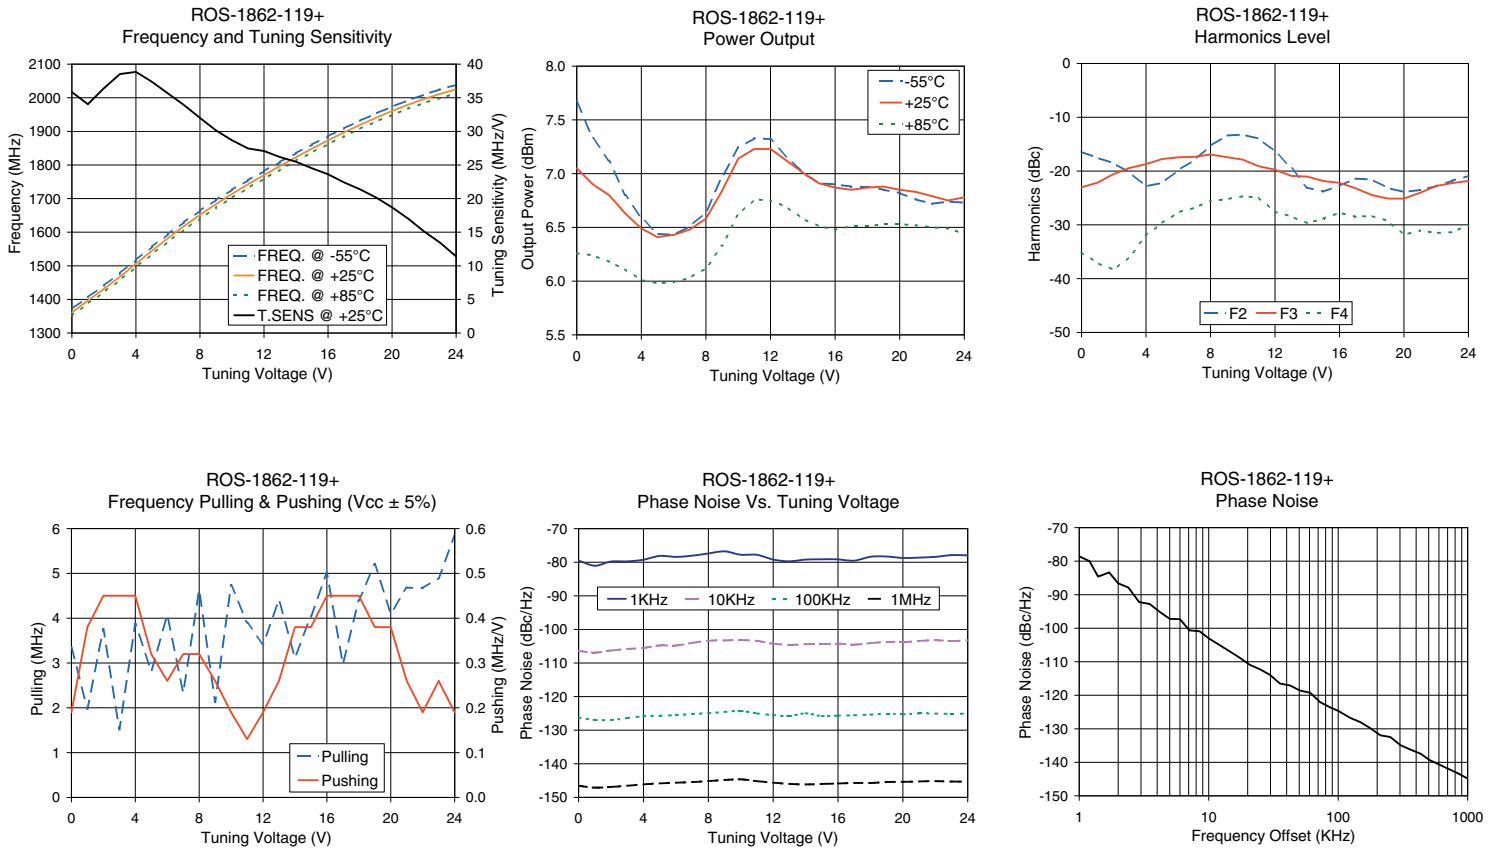 ROS-1862-119+
Frequency and Tuning Sensitivity
2100
2000
1900
1800
1700
1600
1500
1400
1300
40
35
30
25
20
15
10
5
0
Frequency (MHz)
Tuning Sensitivity (MHz/V)
FREQ. @ -55°C
FREQ. @ +25°C
FREQ. @ +85°C
T.SENS @ +25°C
0 4 8 12 16 20 24
Tuning Voltage (V)
ROS-1862-119+
Power Output
8.0
7.5
7.0
6.5
6.0
5.5
Output Power (dBm)
-55°C
+25°C
+85°C
0 4 8 12 16 20 24
Tuning Voltage (V)
ROS-1862-119+
Harmonics Level
0
-10
-20
-30
-40
-50
Harmonics (dBc)
F2 F3 F4
0 4 8 12 16 20 24
Tuning Voltage (V)
ROS-1862-119+
Frequency Pulling & Pushing (Vcc ± 5%)
6
5
4
3
2
1
0
0.6
0.5
0.4
0.3
0.2
0.1
0.0
Pulling (MHz)
Pushing (MHz/V)
Pulling
Pushing
0 4 8 12 16 20 24
Tuning Voltage (V)
ROS-1862-119+
Phase Noise Vs. Tuning Voltage
-70
-80
-90
-100
-110
-120
-130
-140
-150
Phase Noise (dBc/Hz)
1KHz 10KHz 100KHz 1MHz
0 4 8 12 16 20 24
Tuning Voltage (V)
ROS-1862-119+
Phase Noise
-70
-80
-90
-100
-110
-120
-130
-140
-150
Phase Noise (dBc/Hz)
1 10 100 1000
Frequency Offset (KHz)